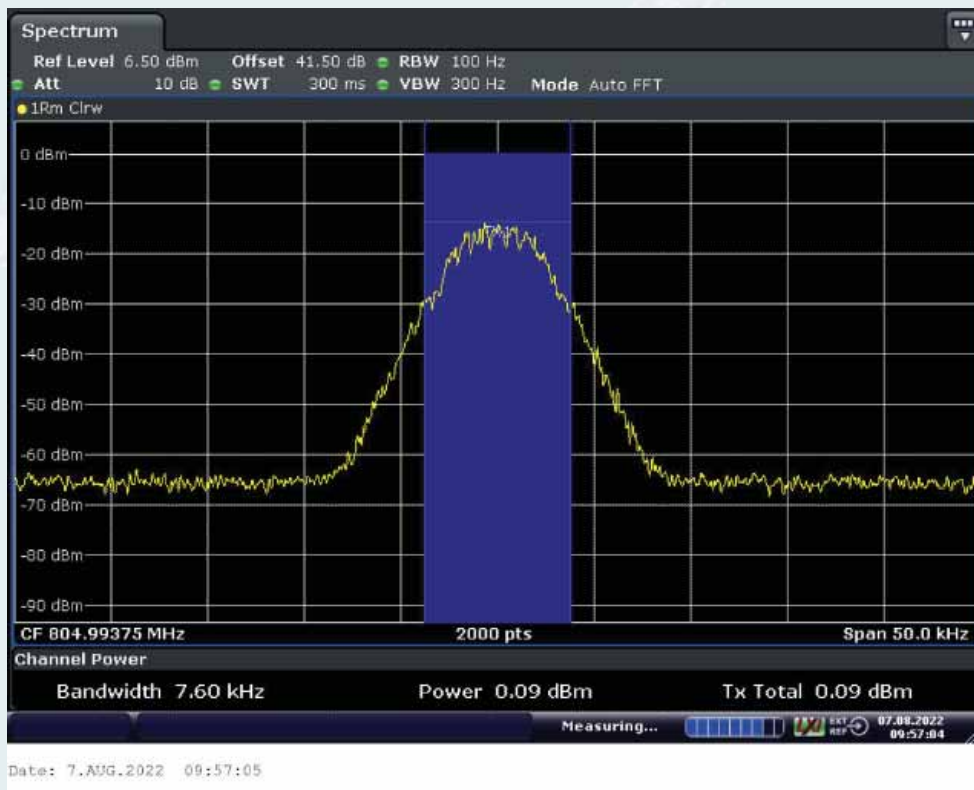 Spectrum
Ref Level 6.50 dBm Offset 41.50 dB RBW 100 Hz
Att 10 dB SWT 300 ms VBW 300 Hz Mode Auto FFT
1Rm Clrw
0 dBm
-10 dBm
-20 dBm
-30 dBm
-40 dBm
-50 dBm
-60 dBm
-70 dBm
-80 dBm
-90 dBm
CF 804.99375 MHz 2000 pts Span 50.0 kHz
Channel Power
Bandwidth 7.60 kHz Power 0.09 dBm Tx Total 0.09 dBm
Measuring... EXT REF 07.08.2022
09:57:04
Date: 7.AUG.2022 09:57:05